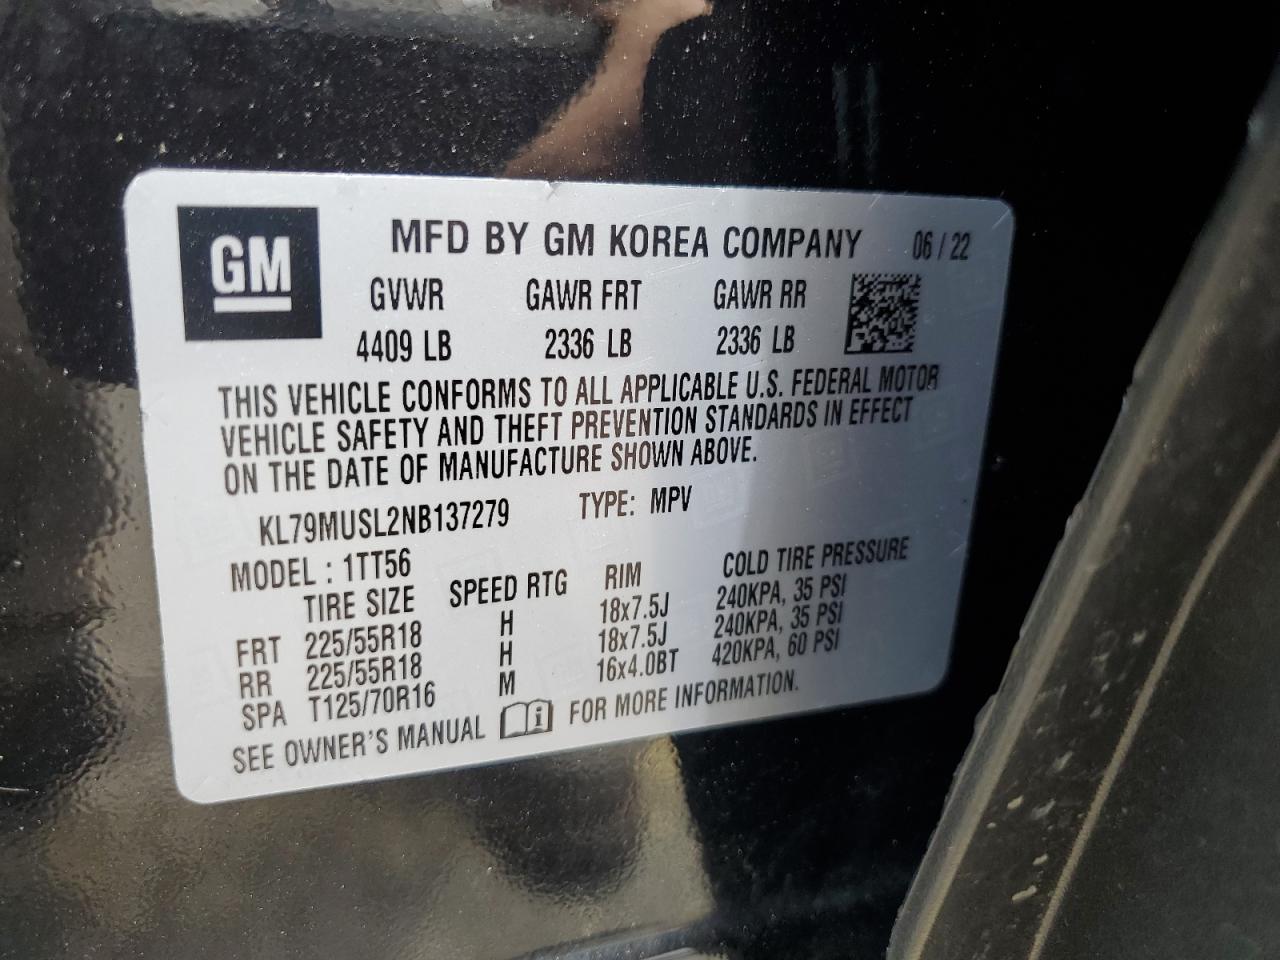 GM
MFD BY GM KOREA COMPANY 06 / 22
GVWR GAWR FRT GAWR RR
4409 LB 2336 LB 2336 LB
THIS VEHICLE CONFORMS TO ALL APPLICABLE U.S. FEDERAL MOTOR
VEHICLE SAFETY AND THEFT PREVENTION STANDARDS IN EFFECT
ON THE DATE OF MANUFACTURE SHOWN ABOVE.
KL79MUSL2NB137279 TYPE: MPV
MODEL : 1TT56
TIRE SIZE SPEED RTG RIM COLD TIRE PRESSURE
FRT 225/55R18 H 18x7.5J 240KPA, 35 PSI
RR 225/55R18 H 18x7.5J 240KPA, 35 PSI
SPA T125/70R16 M 16x4.0BT 420KPA, 60 PSI
SEE OWNER'S MANUAL i FOR MORE INFORMATION.